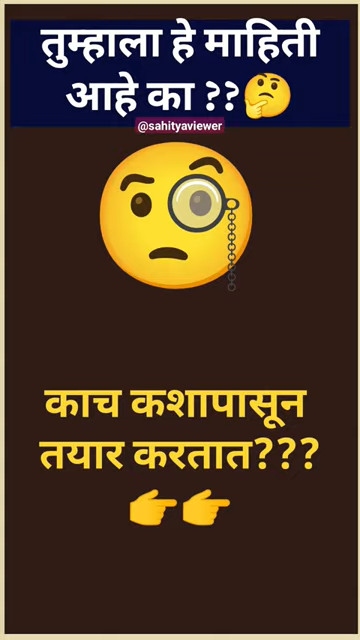 तुम्हाला हे माहिती
आहे का ??🤔
@sahityaviewer
काच कशापासून
तयार करतात???
👉👉